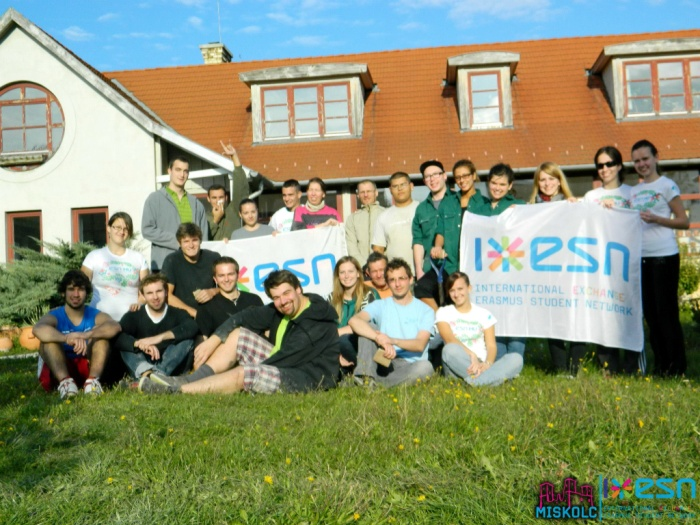 esn
esn
INTERNATIONAL EXCHANGE
ERASMUS STUDENT NETWORK
MISKOLC
esn